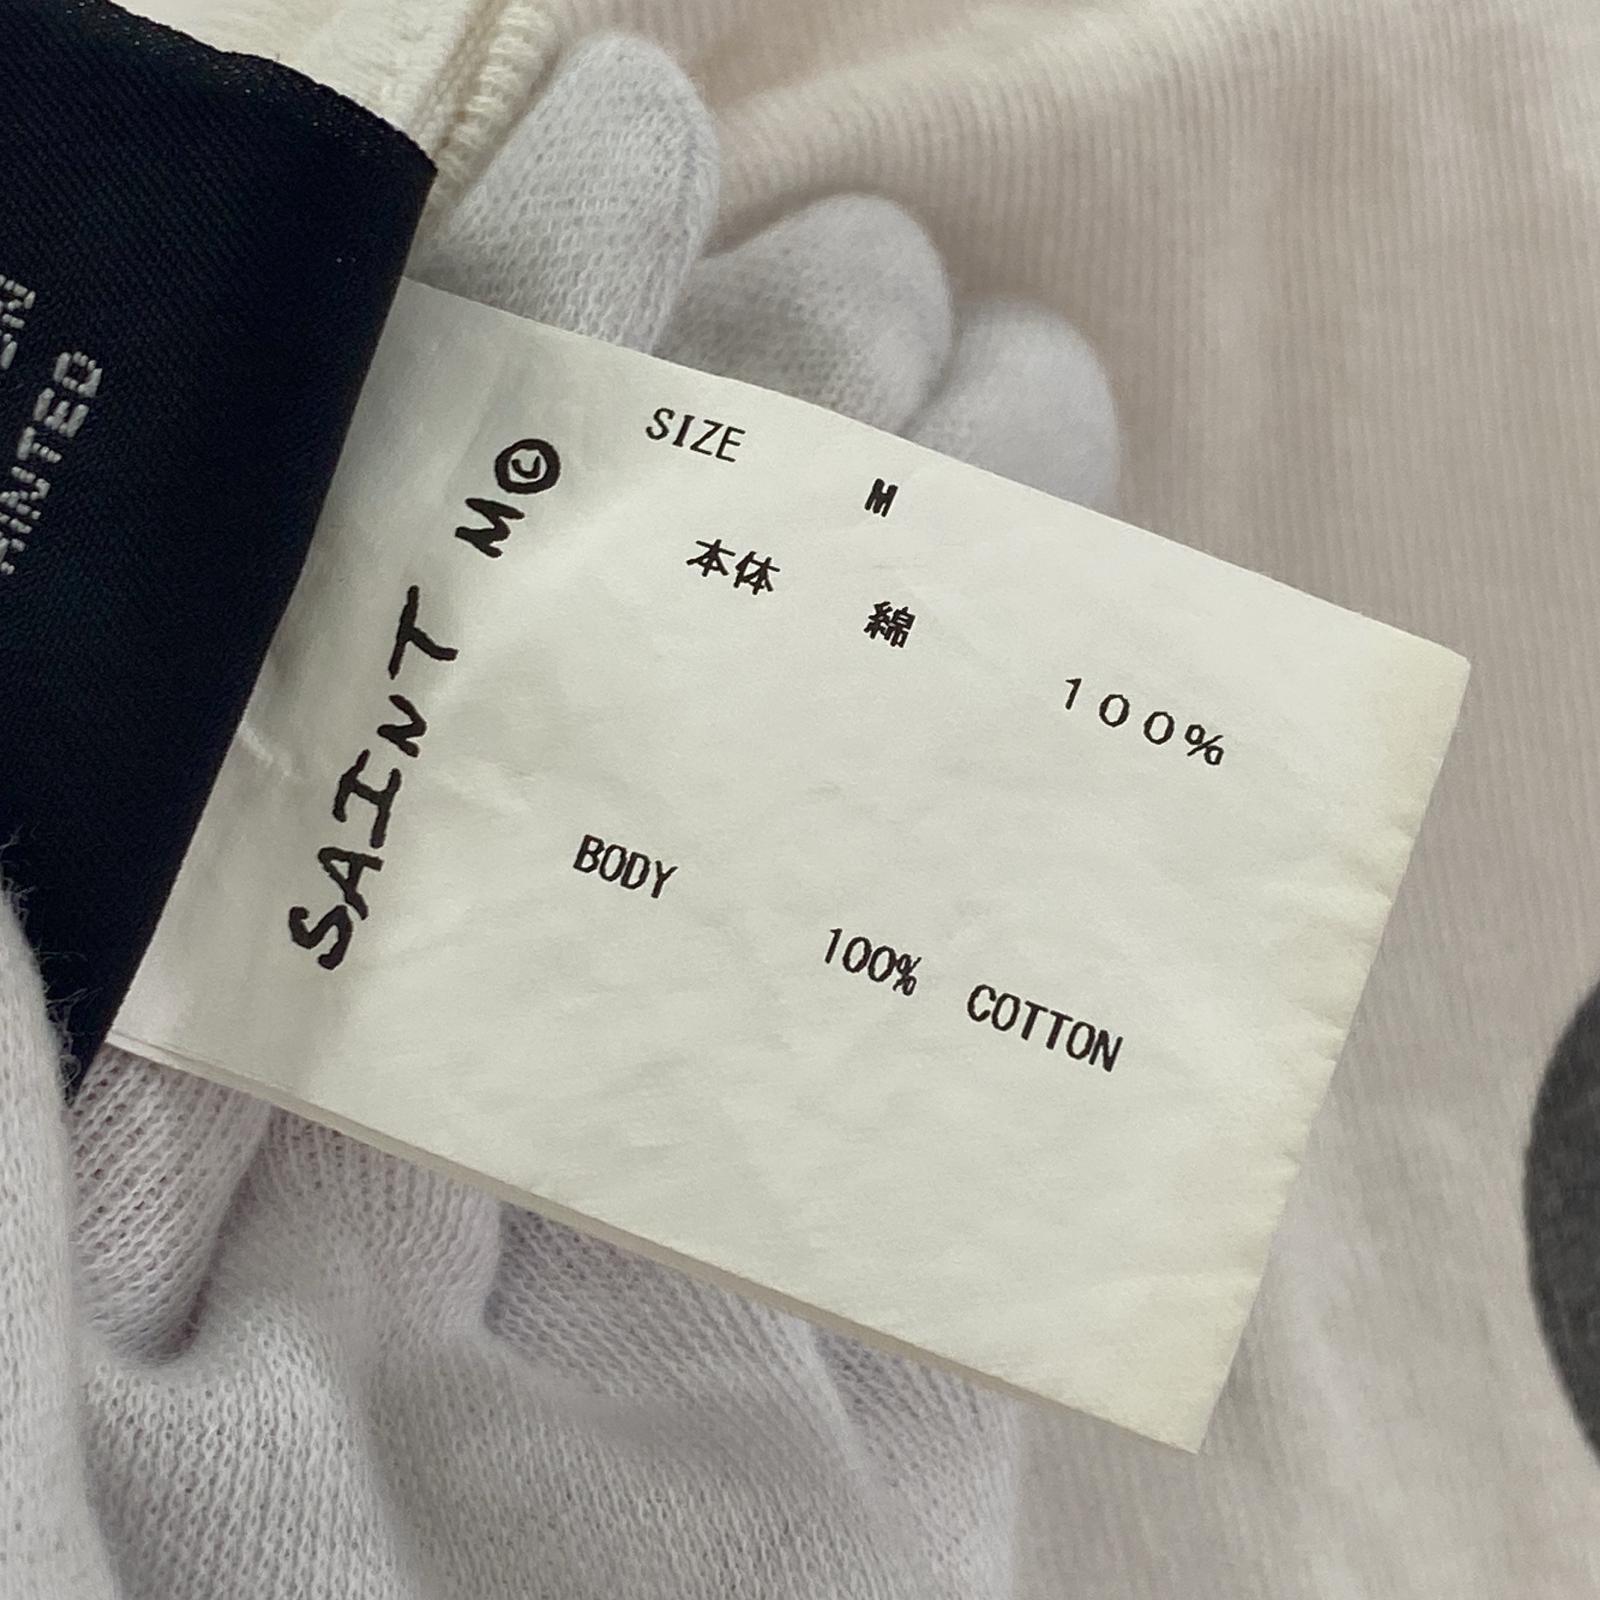 SAINT M©
SIZE M
本体 綿 100%
BODY
100% COTTON